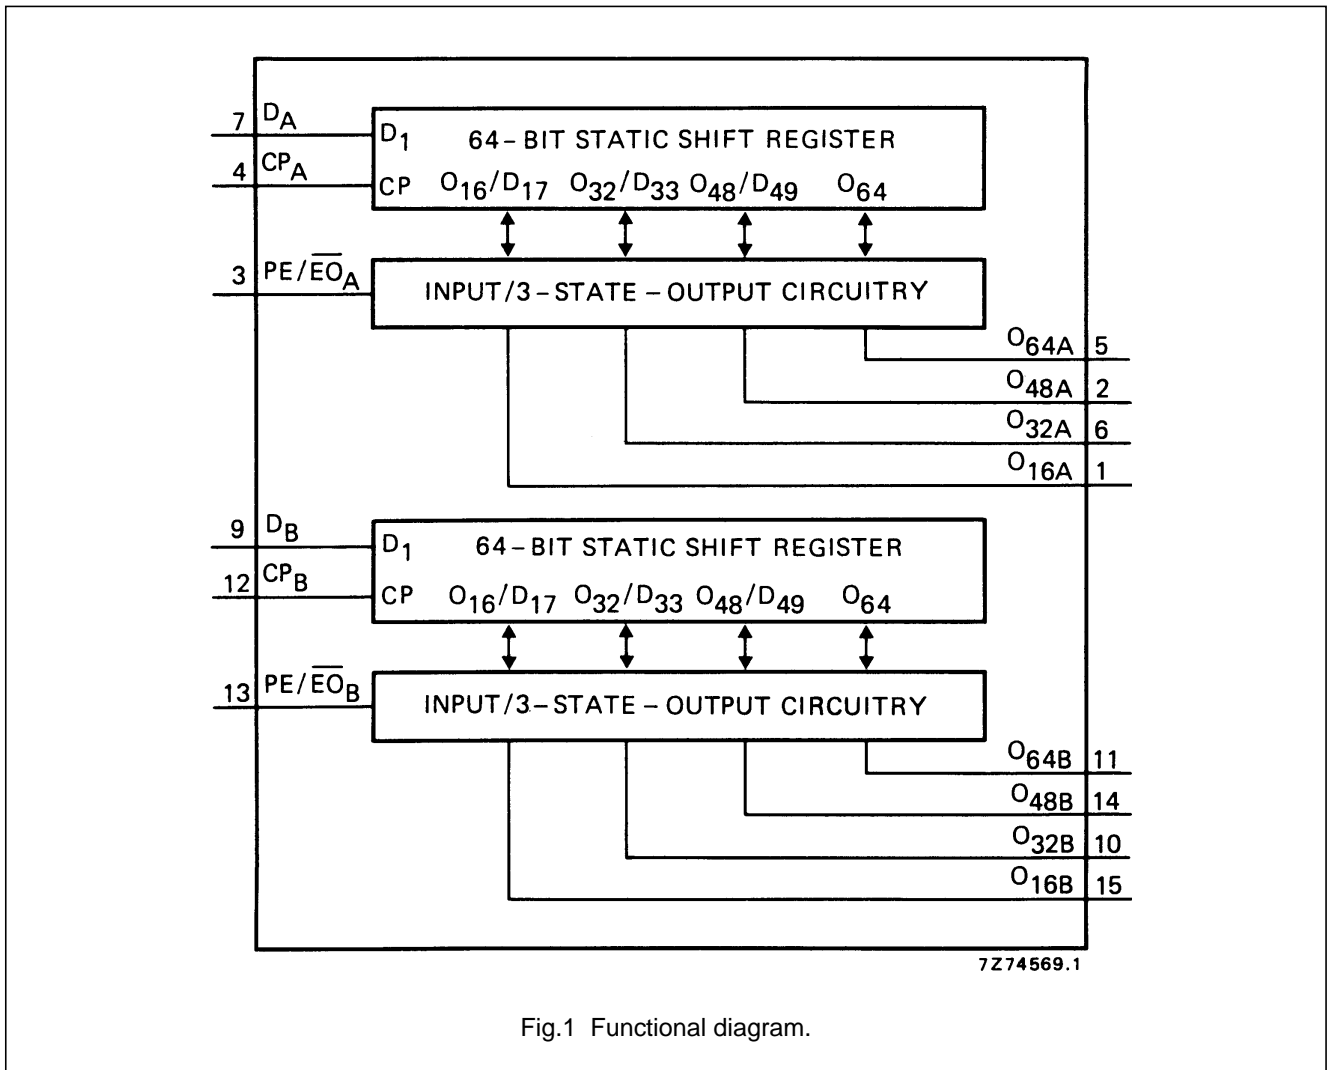 7 DA
D1 64–BIT STATIC SHIFT REGISTER
4 CPA
CP O16/D17 O32/D33 O48/D49 O64
3 PE/E̅O̅A
INPUT/3–STATE–OUTPUT CIRCUITRY
O64A 5
O48A 2
O32A 6
O16A 1
9 DB
D1 64–BIT STATIC SHIFT REGISTER
12 CPB
CP O16/D17 O32/D33 O48/D49 O64
13 PE/E̅O̅B
INPUT/3–STATE–OUTPUT CIRCUITRY
O64B 11
O48B 14
O32B 10
O16B 15
7Z74569.1
Fig.1 Functional diagram.